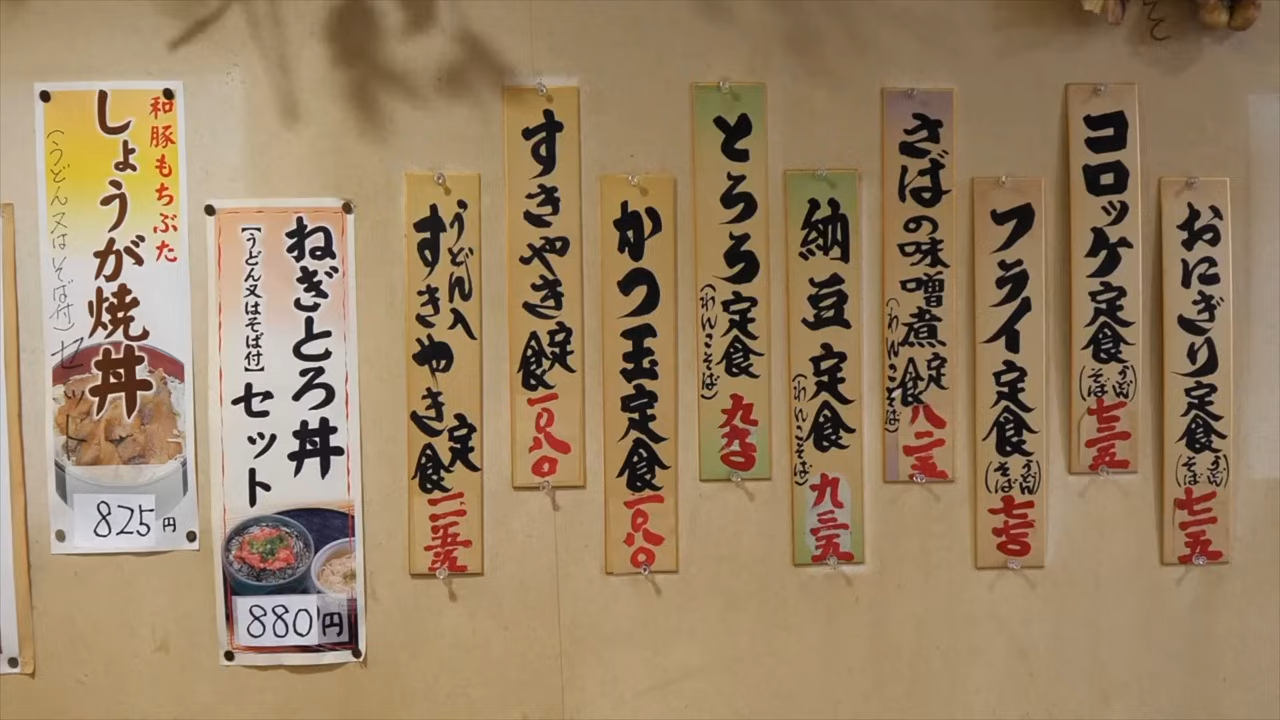 おにぎり定食
(うどん
そば)
七一五
コロッケ定食
(うどん
そば)
七三五
フライ定食
(うどん
そば)
七七〇
さばの味噌煮定食
(わんこそば)
八二五
納豆定食
(わんこそば)
九三五
とろろ定食
(わんこそば)
かつ玉定食
一〇八〇
すきやき定食
一〇八〇
うどん入
すきやき定食
一一五五
ねぎとろ丼
【うどん又はそば付】セット
880円
和豚もちぶた
しょうが焼丼
(うどん又はそば付)セット
825円